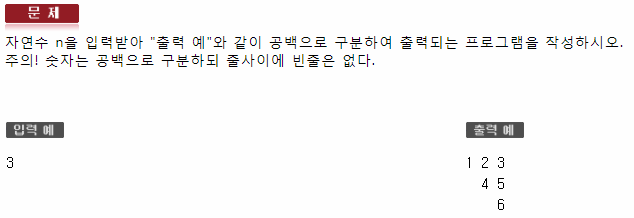 문 제
자연수 n을 입력받아 "출력 예"와 같이 공백으로 구분하여 출력되는 프로그램을 작성하시오.
주의! 숫자는 공백으로 구분하되 줄사이에 빈줄은 없다.
입력 예
3
출력 예
1 2 3
4 5
6